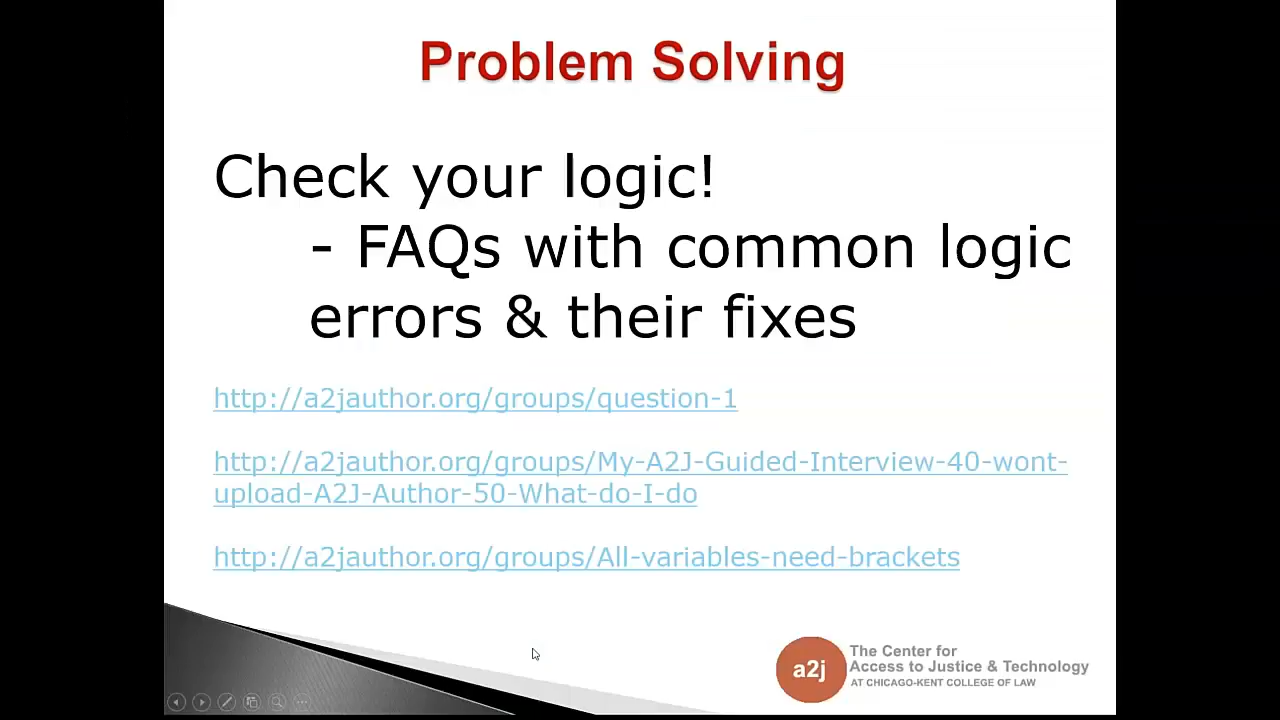 Problem Solving
Check your logic!
- FAQs with common logic
errors & their fixes
http://a2jauthor.org/groups/question-1
http://a2jauthor.org/groups/My-A2J-Guided-Interview-40-wont-
upload-A2J-Author-50-What-do-I-do
http://a2jauthor.org/groups/All-variables-need-brackets
a2j
The Center for
Access to Justice & Technology
AT CHICAGO-KENT COLLEGE OF LAW